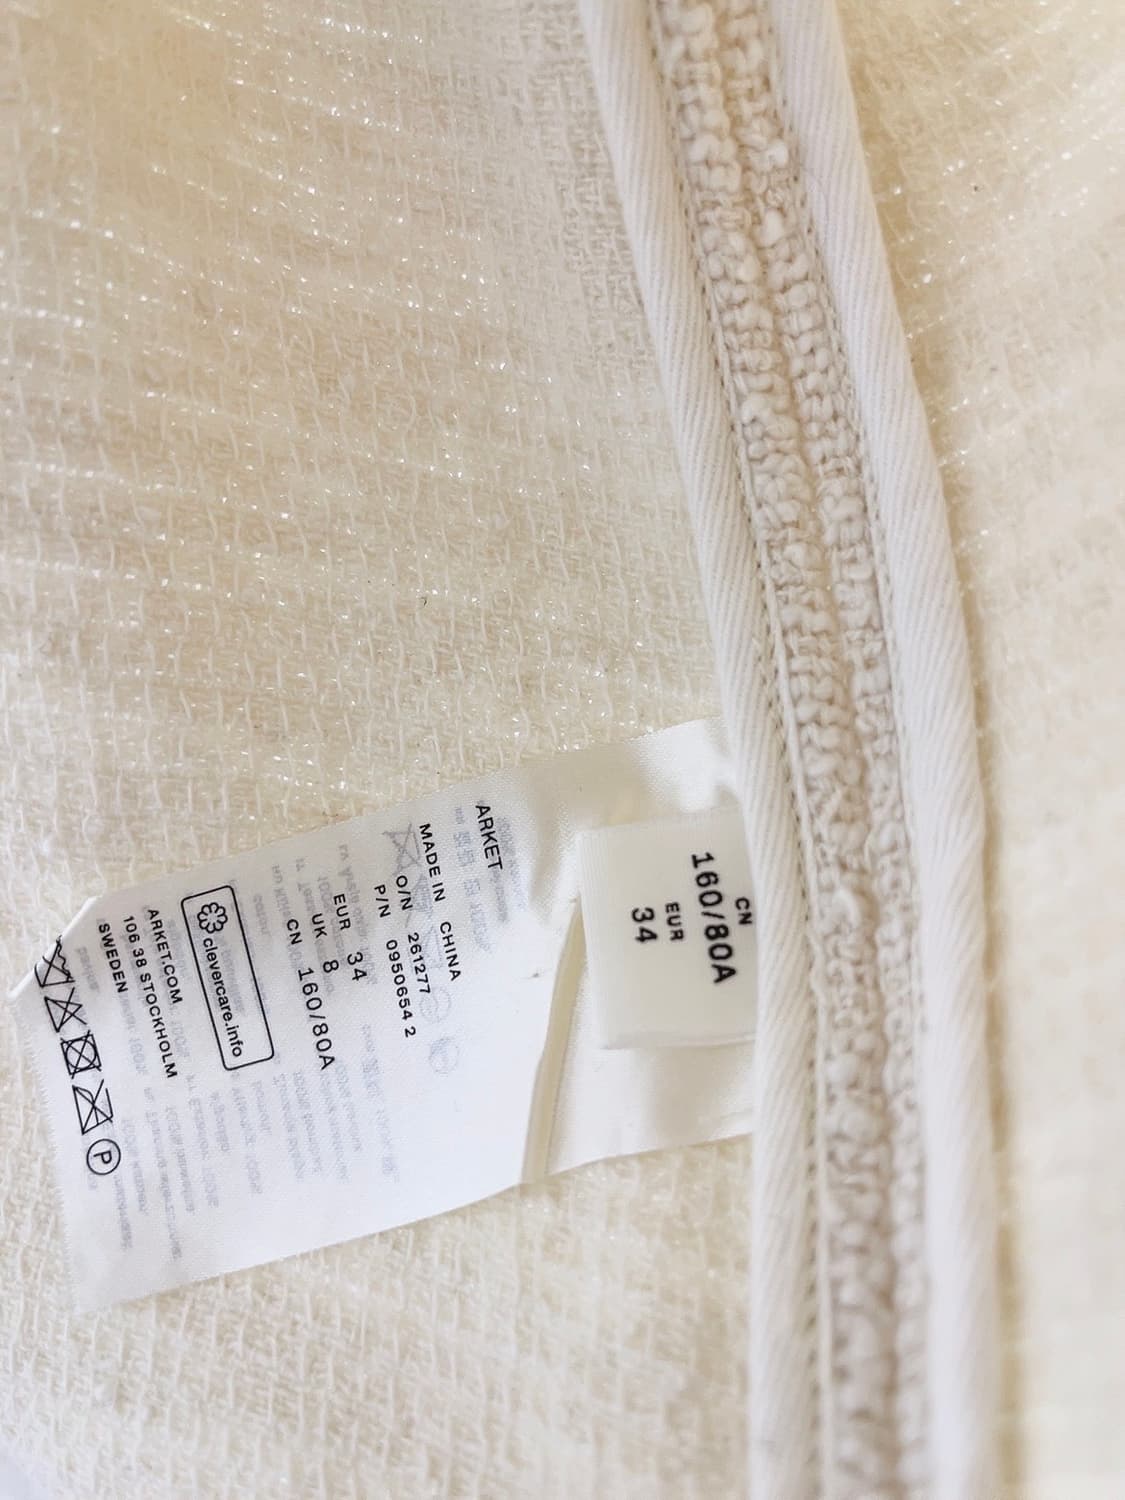 ARKET
MADE IN CHINA
O/N 261277
P/N 0950654 2
EUR 34
UK 8
CN 160/80A
clevercare.info
ARKET.COM
106 38 STOCKHOLM
SWEDEN
P
CN
160/80A
EUR
34